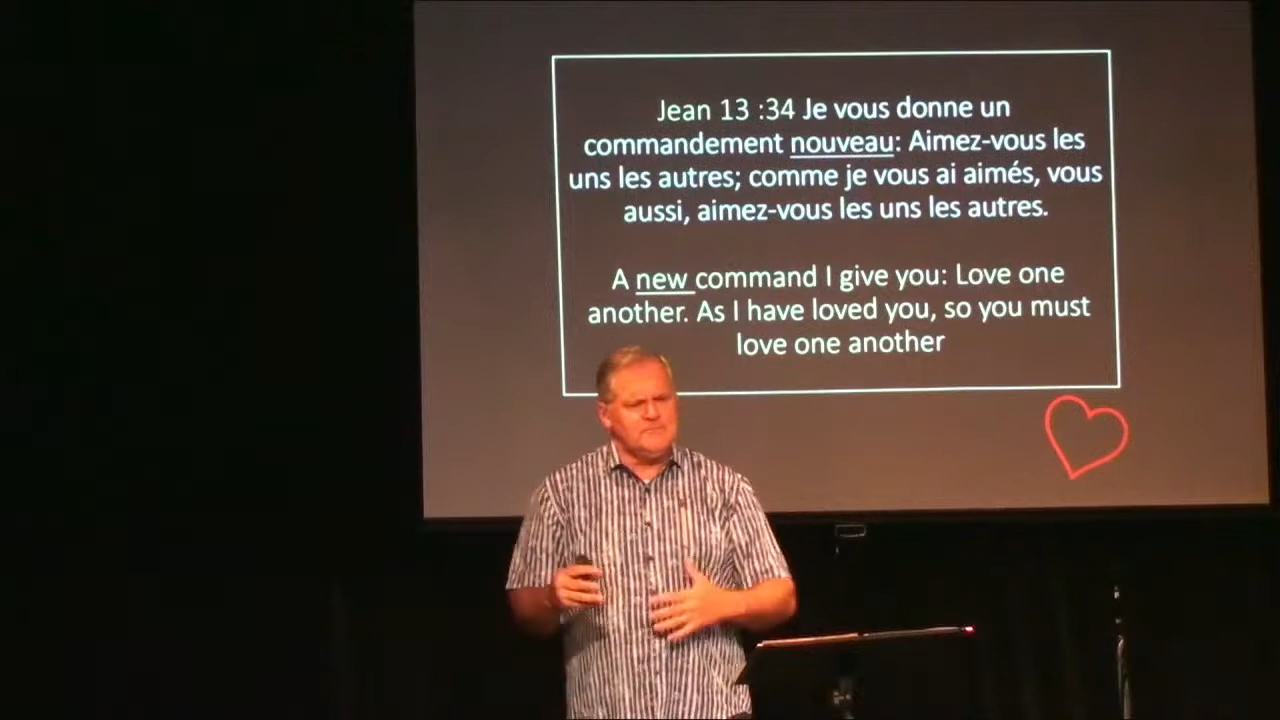 Jean 13 :34 Je vous donne un
commandement nouveau: Aimez-vous les
uns les autres; comme je vous ai aimés, vous
aussi, aimez-vous les uns les autres.
A new command I give you: Love one
another. As I have loved you, so you must
love one another